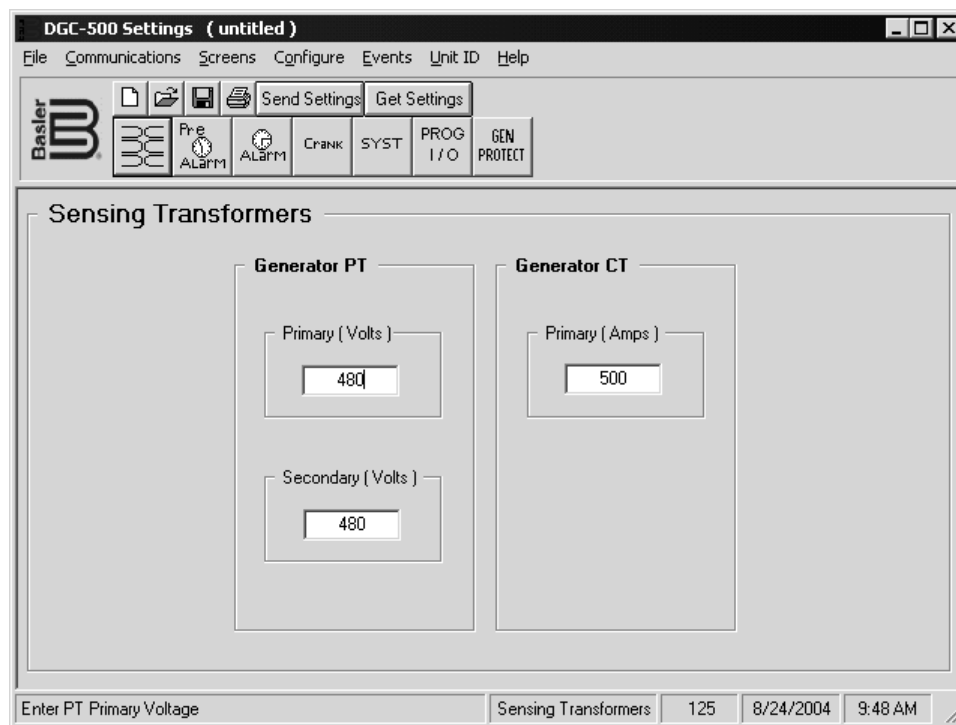 DGC-500 Settings ( untitled )
File Communications Screens Configure Events Unit ID Help
Basler
Send Settings Get Settings
Pre ALarm
ALarm
Crank
SYST
PROG I / O
GEN PROTECT
Sensing Transformers
Generator PT
Primary ( Volts )
480
Secondary ( Volts )
480
Generator CT
Primary ( Amps )
500
Enter PT Primary Voltage
Sensing Transformers
125
8/24/2004
9:48 AM